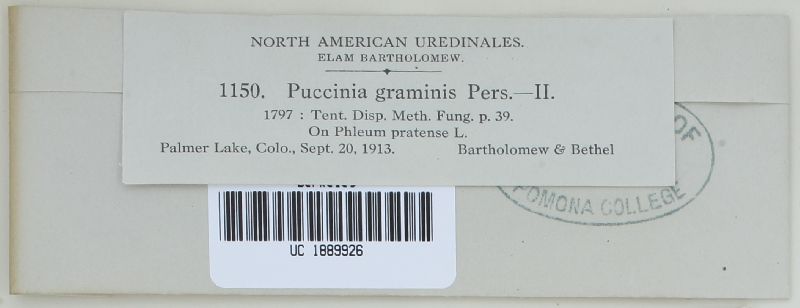 NORTH AMERICAN UREDINALES.
ELAM BARTHOLOMEW.
1150. Puccinia graminis Pers.—II.
1797 : Tent. Disp. Meth. Fung. p. 39.
On Phleum pratense L.
Palmer Lake, Colo., Sept. 20, 1913. Bartholomew & Bethel
OF
POMONA COLLEGE
UC 1889926